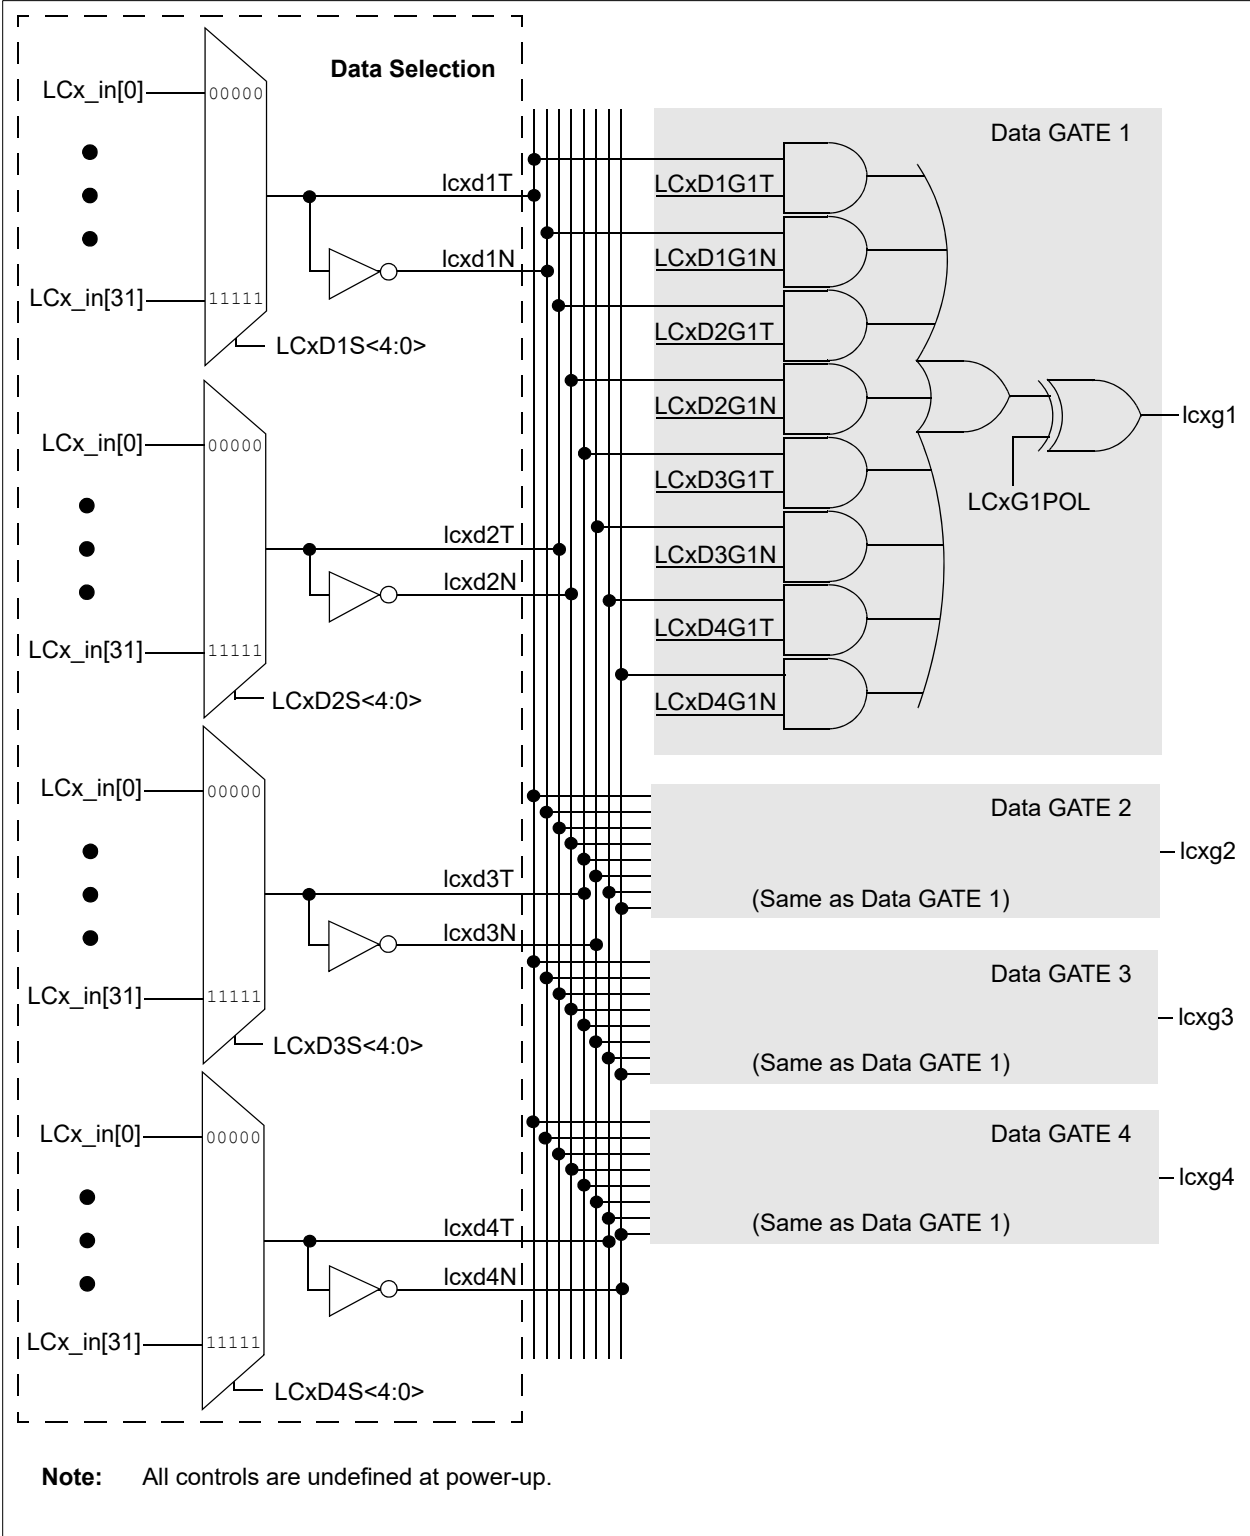 Data Selection
LCx_in[0]
00000
LCx_in[31]
11111
LCxD1S<4:0>
lcxd1T
lcxd1N
LCx_in[0]
00000
LCx_in[31]
11111
LCxD2S<4:0>
lcxd2T
lcxd2N
LCx_in[0]
00000
LCx_in[31]
11111
LCxD3S<4:0>
lcxd3T
lcxd3N
LCx_in[0]
00000
LCx_in[31]
11111
LCxD4S<4:0>
lcxd4T
lcxd4N
Data GATE 1
LCxD1G1T
LCxD1G1N
LCxD2G1T
LCxD2G1N
LCxD3G1T
LCxD3G1N
LCxD4G1T
LCxD4G1N
LCxG1POL
lcxg1
Data GATE 2
(Same as Data GATE 1)
lcxg2
Data GATE 3
(Same as Data GATE 1)
lcxg3
Data GATE 4
(Same as Data GATE 1)
lcxg4
Note: All controls are undefined at power-up.